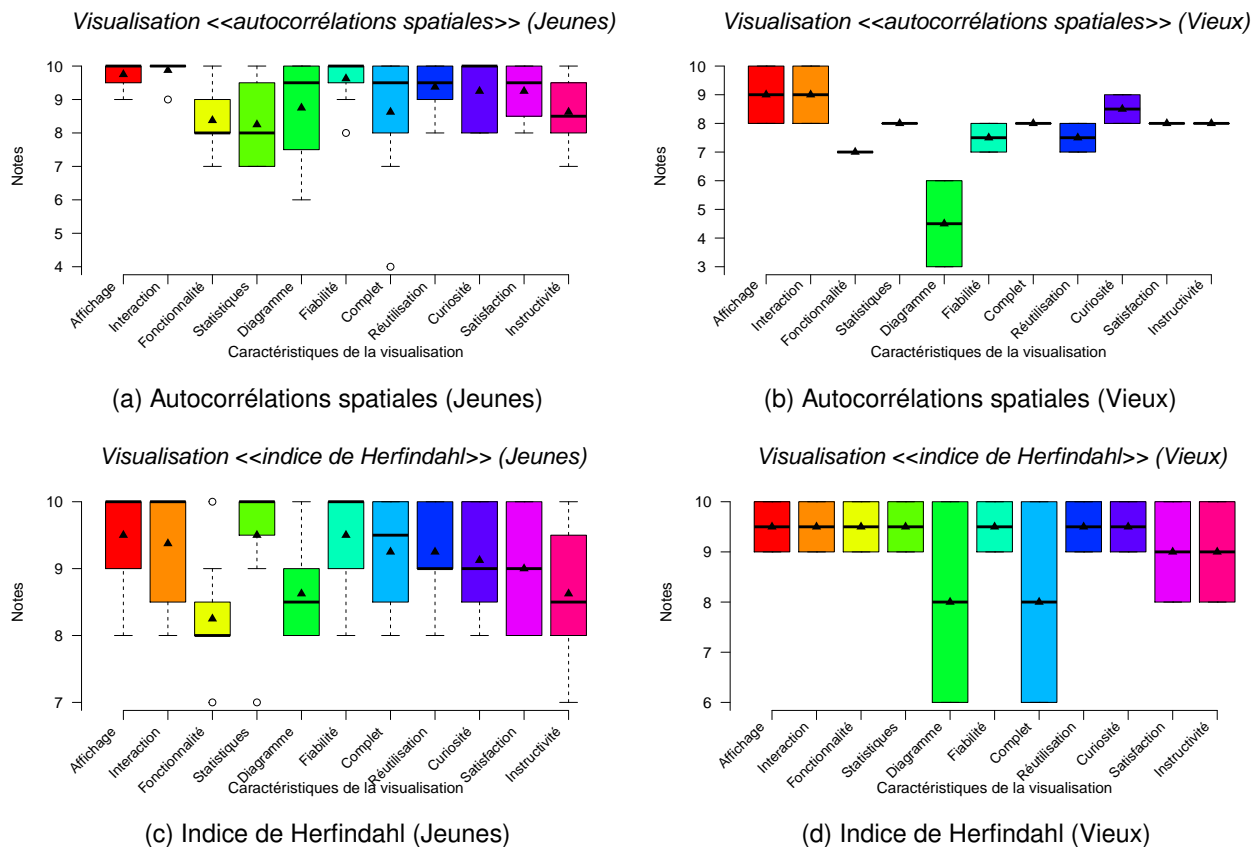 Visualisation <<autocorrélations spatiales>> (Jeunes)
10
9
8
7
6
5
4
Notes
Affichage
Interaction
Fonctionnalité
Statistiques
Diagramme
Fiabilité
Complet
Réutilisation
Curiosité
Satisfaction
Instructivité
Caractéristiques de la visualisation
(a) Autocorrélations spatiales (Jeunes)
Visualisation <<autocorrélations spatiales>> (Vieux)
10
9
8
7
6
5
4
3
Notes
Affichage
Interaction
Fonctionnalité
Statistiques
Diagramme
Fiabilité
Complet
Réutilisation
Curiosité
Satisfaction
Instructivité
Caractéristiques de la visualisation
(b) Autocorrélations spatiales (Vieux)
Visualisation <<indice de Herfindahl>> (Jeunes)
10
9
8
7
Notes
Affichage
Interaction
Fonctionnalité
Statistiques
Diagramme
Fiabilité
Complet
Réutilisation
Curiosité
Satisfaction
Instructivité
Caractéristiques de la visualisation
(c) Indice de Herfindahl (Jeunes)
Visualisation <<indice de Herfindahl>> (Vieux)
10
9
8
7
6
Notes
Affichage
Interaction
Fonctionnalité
Statistiques
Diagramme
Fiabilité
Complet
Réutilisation
Curiosité
Satisfaction
Instructivité
Caractéristiques de la visualisation
(d) Indice de Herfindahl (Vieux)